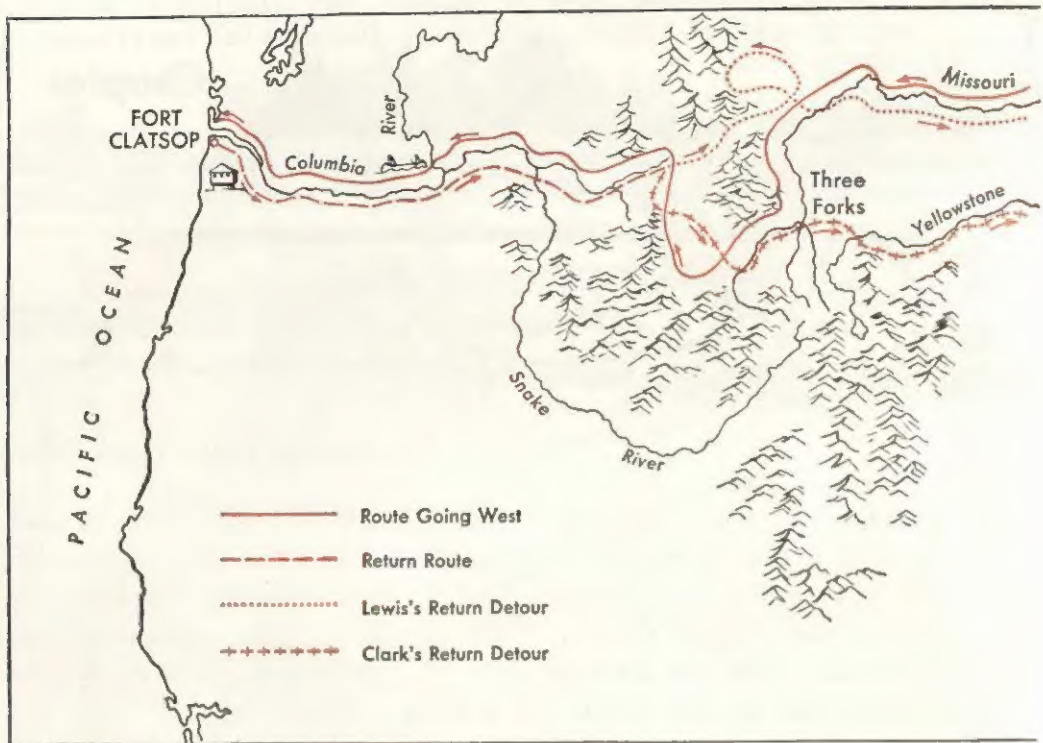 Missouri
FORT
CLATSOP
River
Columbia
Three
Forks
Yellowstone
PACIFIC OCEAN
Snake
River
Route Going West
Return Route
Lewis's Return Detour
Clark's Return Detour